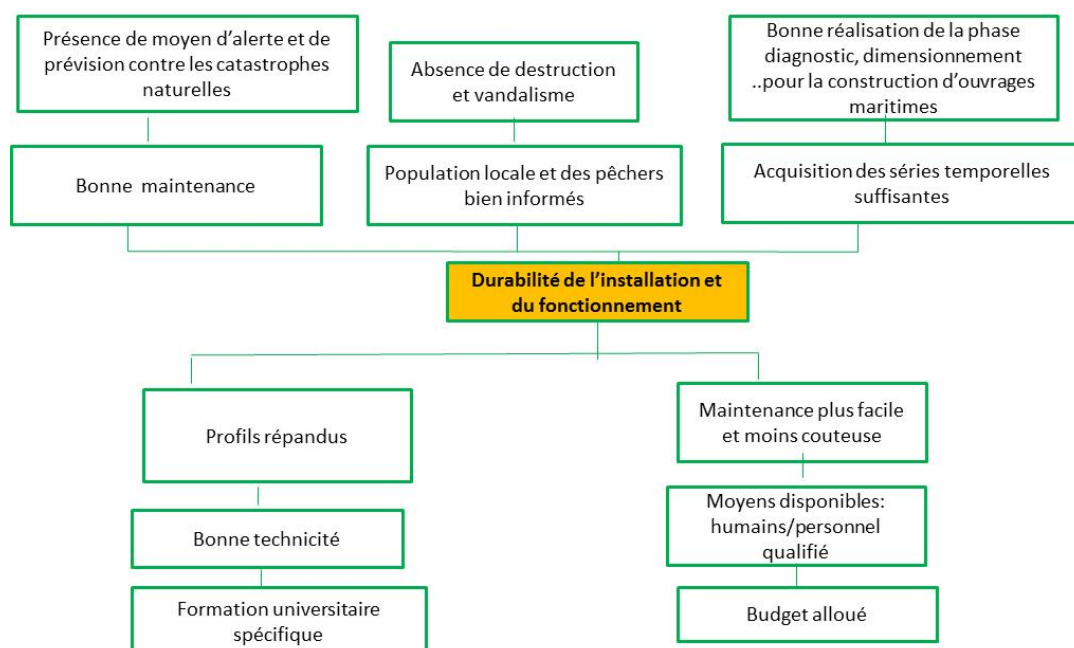 Présence de moyen d'alerte et de
prévision contre les catastrophes
naturelles
Absence de destruction
et vandalisme
Bonne réalisation de la phase
diagnostic, dimensionnement
..pour la construction d'ouvrages
maritimes
Bonne maintenance
Population locale et des pêchers
bien informés
Acquisition des séries temporelles
suffisantes
Durabilité de l'installation et
du fonctionnement
Profils répandus
Maintenance plus facile
et moins couteuse
Bonne technicité
Moyens disponibles:
humains/personnel
qualifié
Formation universitaire
spécifique
Budget alloué